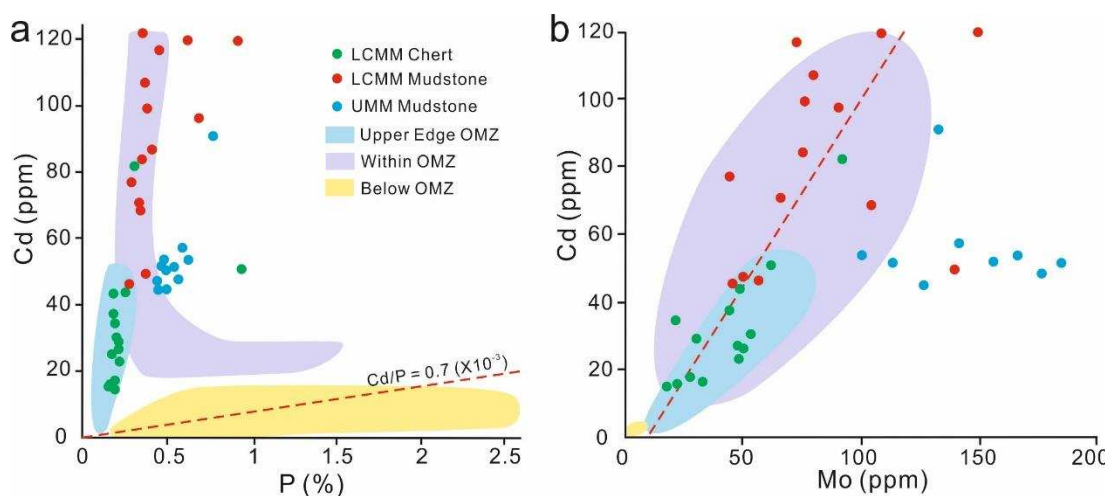 a
120
100
80
60
40
20
0
Cd (ppm)
0
0.5
1
1.5
2
2.5
P (%)
LCMM Chert
LCMM Mudstone
UMM Mudstone
Upper Edge OMZ
Within OMZ
Below OMZ
Cd/P = 0.7 (X10⁻³)
b
120
100
80
60
40
20
0
Cd (ppm)
0
50
100
150
200
Mo (ppm)